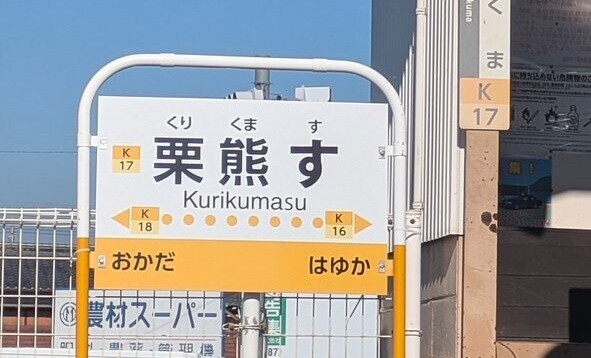 くり くま す
K
17
栗熊す
Kurikumasu
K
18
K
16
おかだ
はゆか
農材スーパー
くま
kuma
K
17